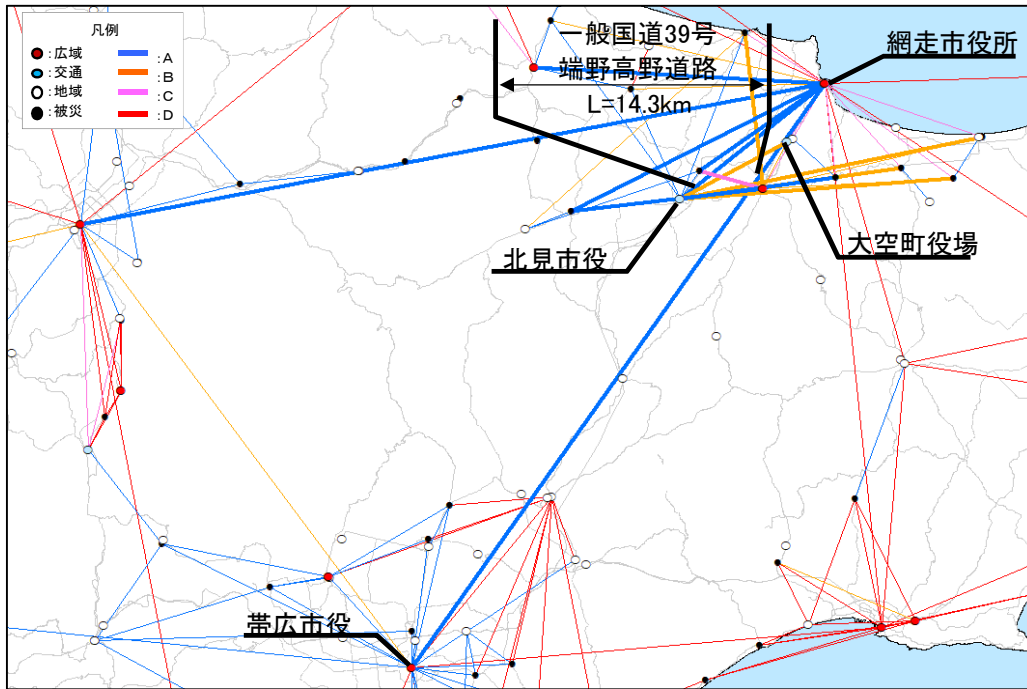 凡例
:広域
:交通
:地域
:被災
:A
:B
:C
:D
一般国道39号
端野高野道路
L=14.3km
網走市役所
大空町役場
北見市役
帯広市役